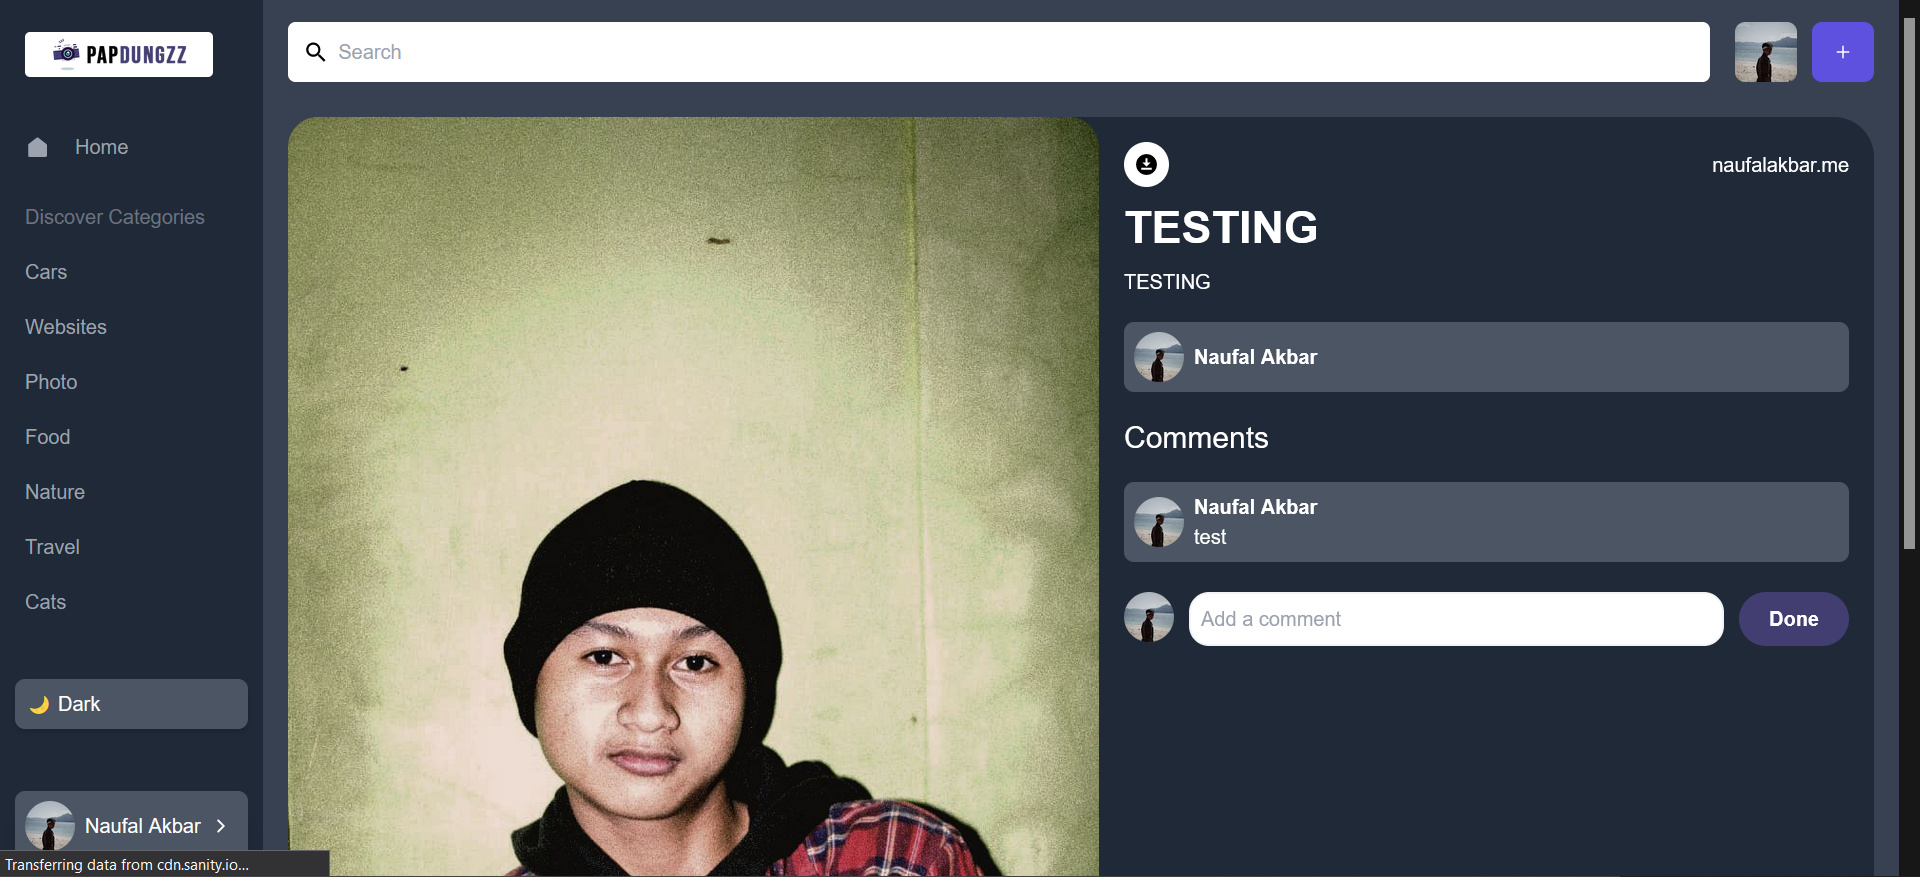 PAPDUNGZZ
Home
Discover Categories
Cars
Websites
Photo
Food
Nature
Travel
Cats
Dark
Naufal Akbar
Transferring data from cdn.sanity.io...
Search
+
naufalakbar.me
TESTING
TESTING
Naufal Akbar
Comments
Naufal Akbar
test
Add a comment
Done